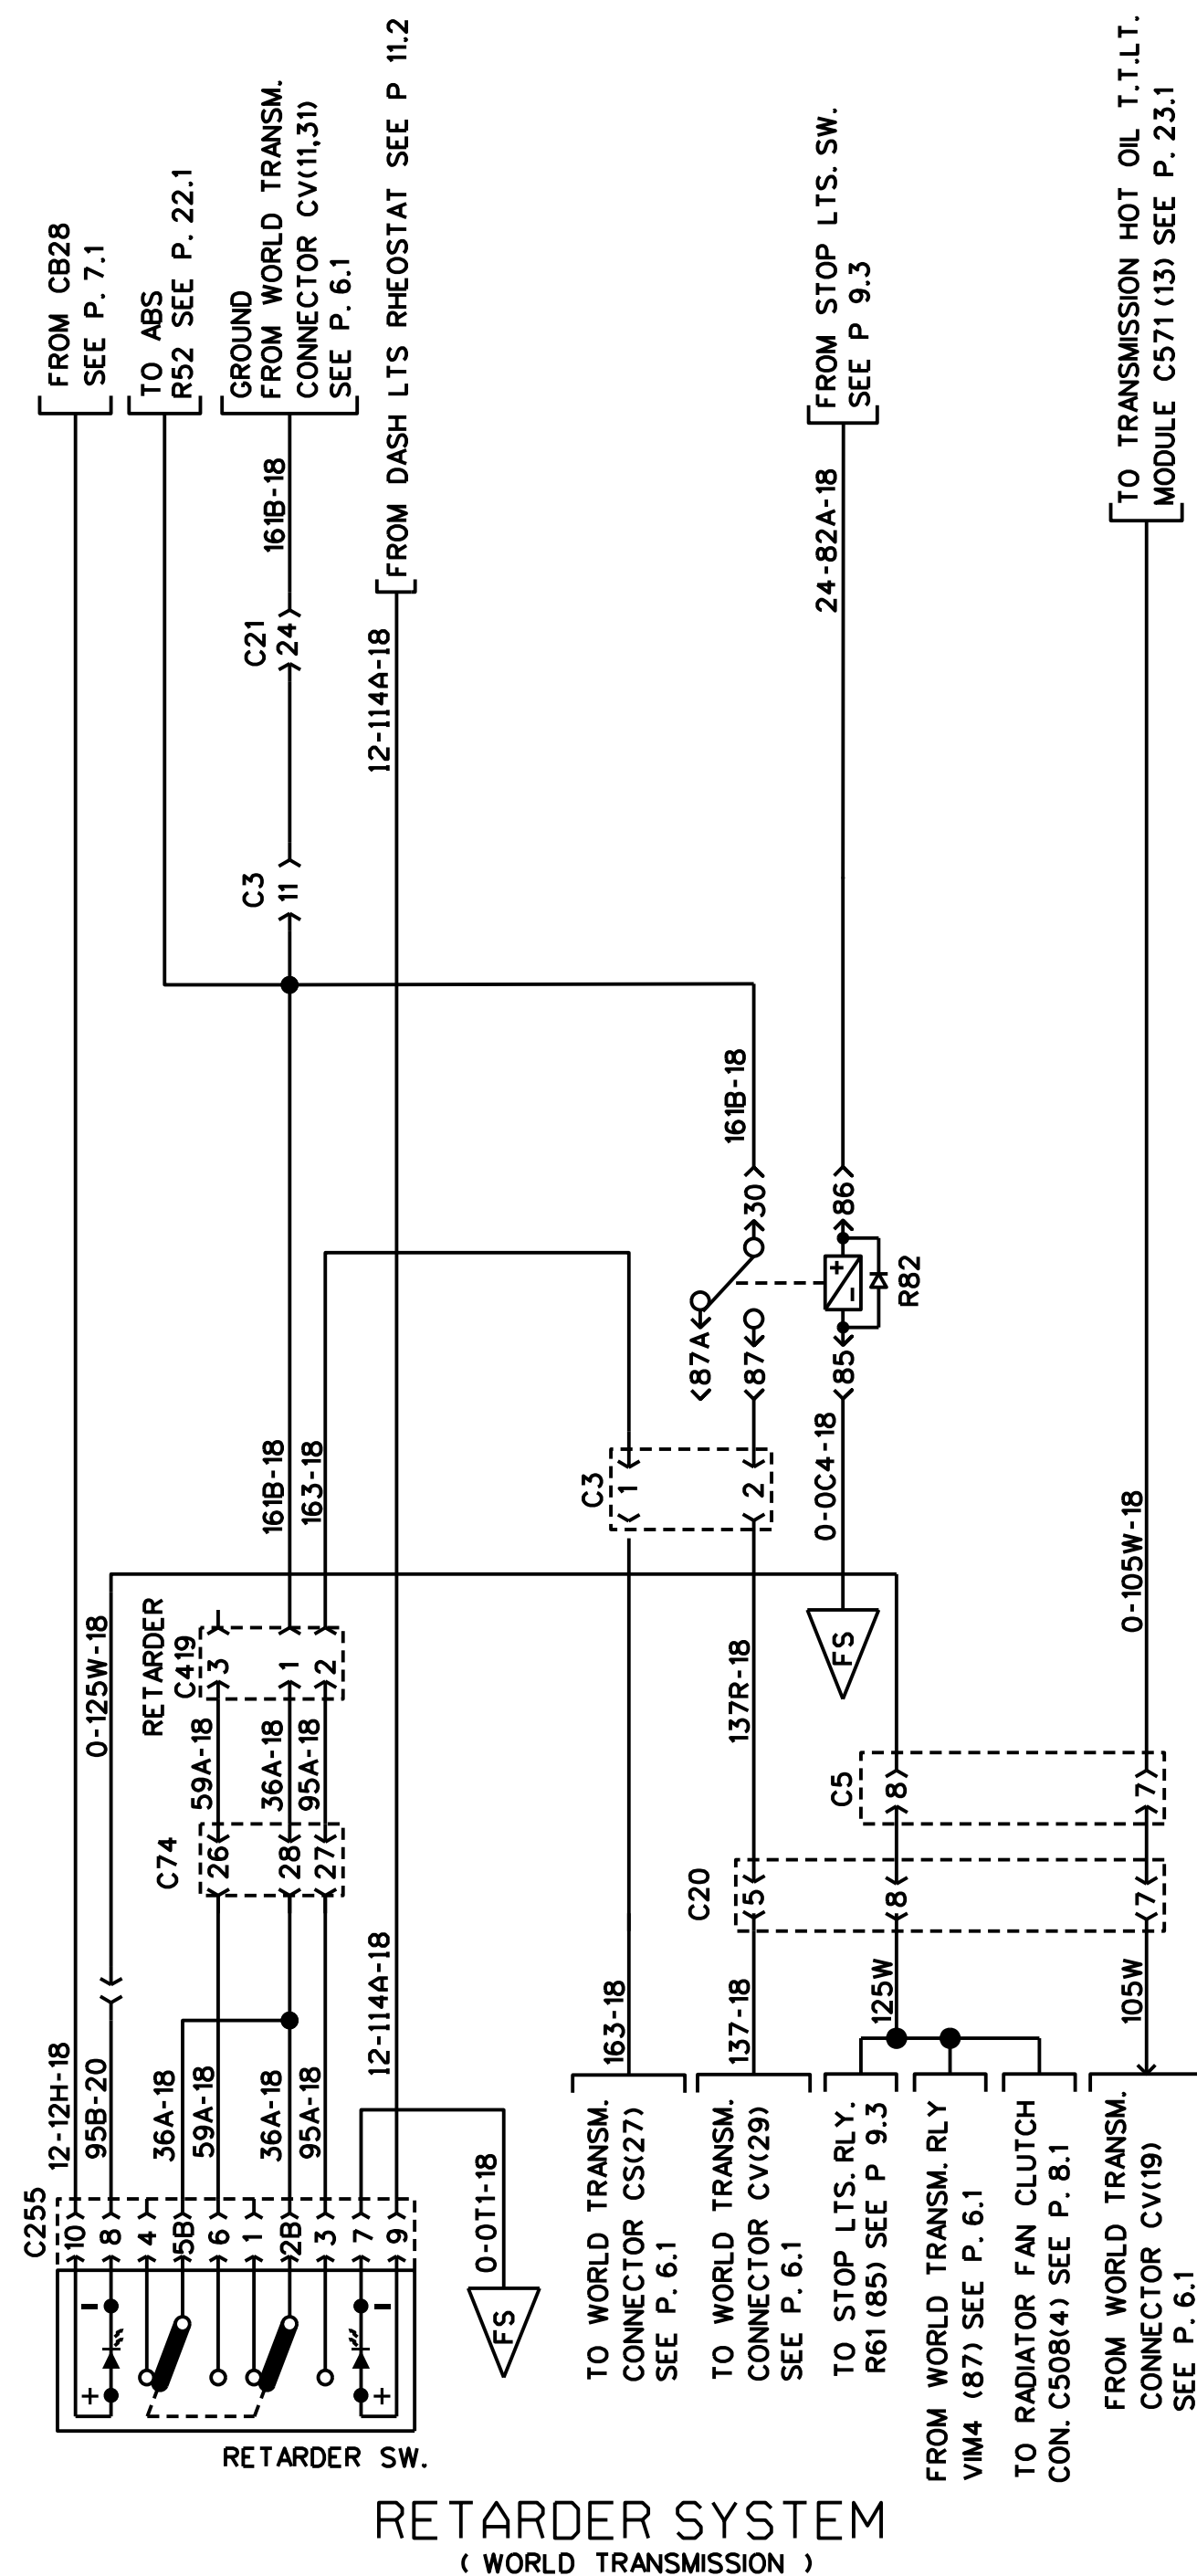 FROM CB28
SEE P. 7.1
TO ABS
R52 SEE P. 22.1
GROUND
FROM WORLD TRANSM.
CONNECTOR CV(11,31)
SEE P. 6.1
FROM DASH LTS RHEOSTAT SEE P 11.2
FROM STOP LTS. SW.
SEE P 9.3
TO TRANSMISSION HOT OIL T.T.LT.
MODULE C571 (13) SEE P. 23.1
161B-18
C21
24
12-114A-18
24-82A-18
C3
11
161B-18
30
86
87A
87
85
R82
+
-
161B-18
163-18
C3
1
2
0-0C4-18
FS
0-105W-18
0-125W-18
RETARDER
C419
3
1
2
59A-18
36A-18
95A-18
137R-18
C74
26
28
27
C5
8
7
C20
5
8
7
12-12H-18
95B-20
36A-18
59A-18
36A-18
95A-18
12-114A-18
163-18
137-18
125W
105W
C255
10
8
4
5B
6
1
2B
3
7
9
0-0T1-18
FS
-
+
-
+
RETARDER SW.
TO WORLD TRANSM.
CONNECTOR CS(27)
SEE P. 6.1
TO WORLD TRANSM.
CONNECTOR CV(29)
SEE P. 6.1
TO STOP LTS. RLY.
R61 (85) SEE P 9.3
FROM WORLD TRANSM. RLY
VIM4 (87) SEE P. 6.1
TO RADIATOR FAN CLUTCH
CON. C508(4) SEE P. 8.1
FROM WORLD TRANSM.
CONNECTOR CV(19)
SEE P. 6.1
RETARDER SYSTEM
( WORLD TRANSMISSION )